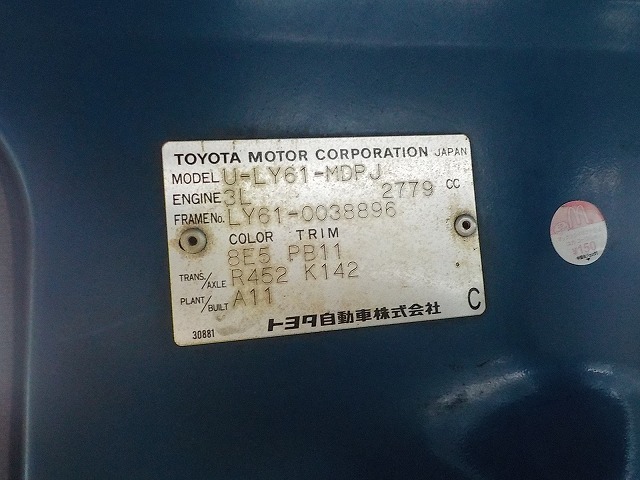 TOYOTA MOTOR CORPORATION JAPAN
MODEL U-LY61-MDPJ
ENGINE 3L 2779 CC
FRAME No. LY61-0038896
COLOR TRIM
8E5 PB11
TRANS./AXLE R452 K142
PLANT/BUILT A11
30881 トヨタ自動車株式会社 C
¥150